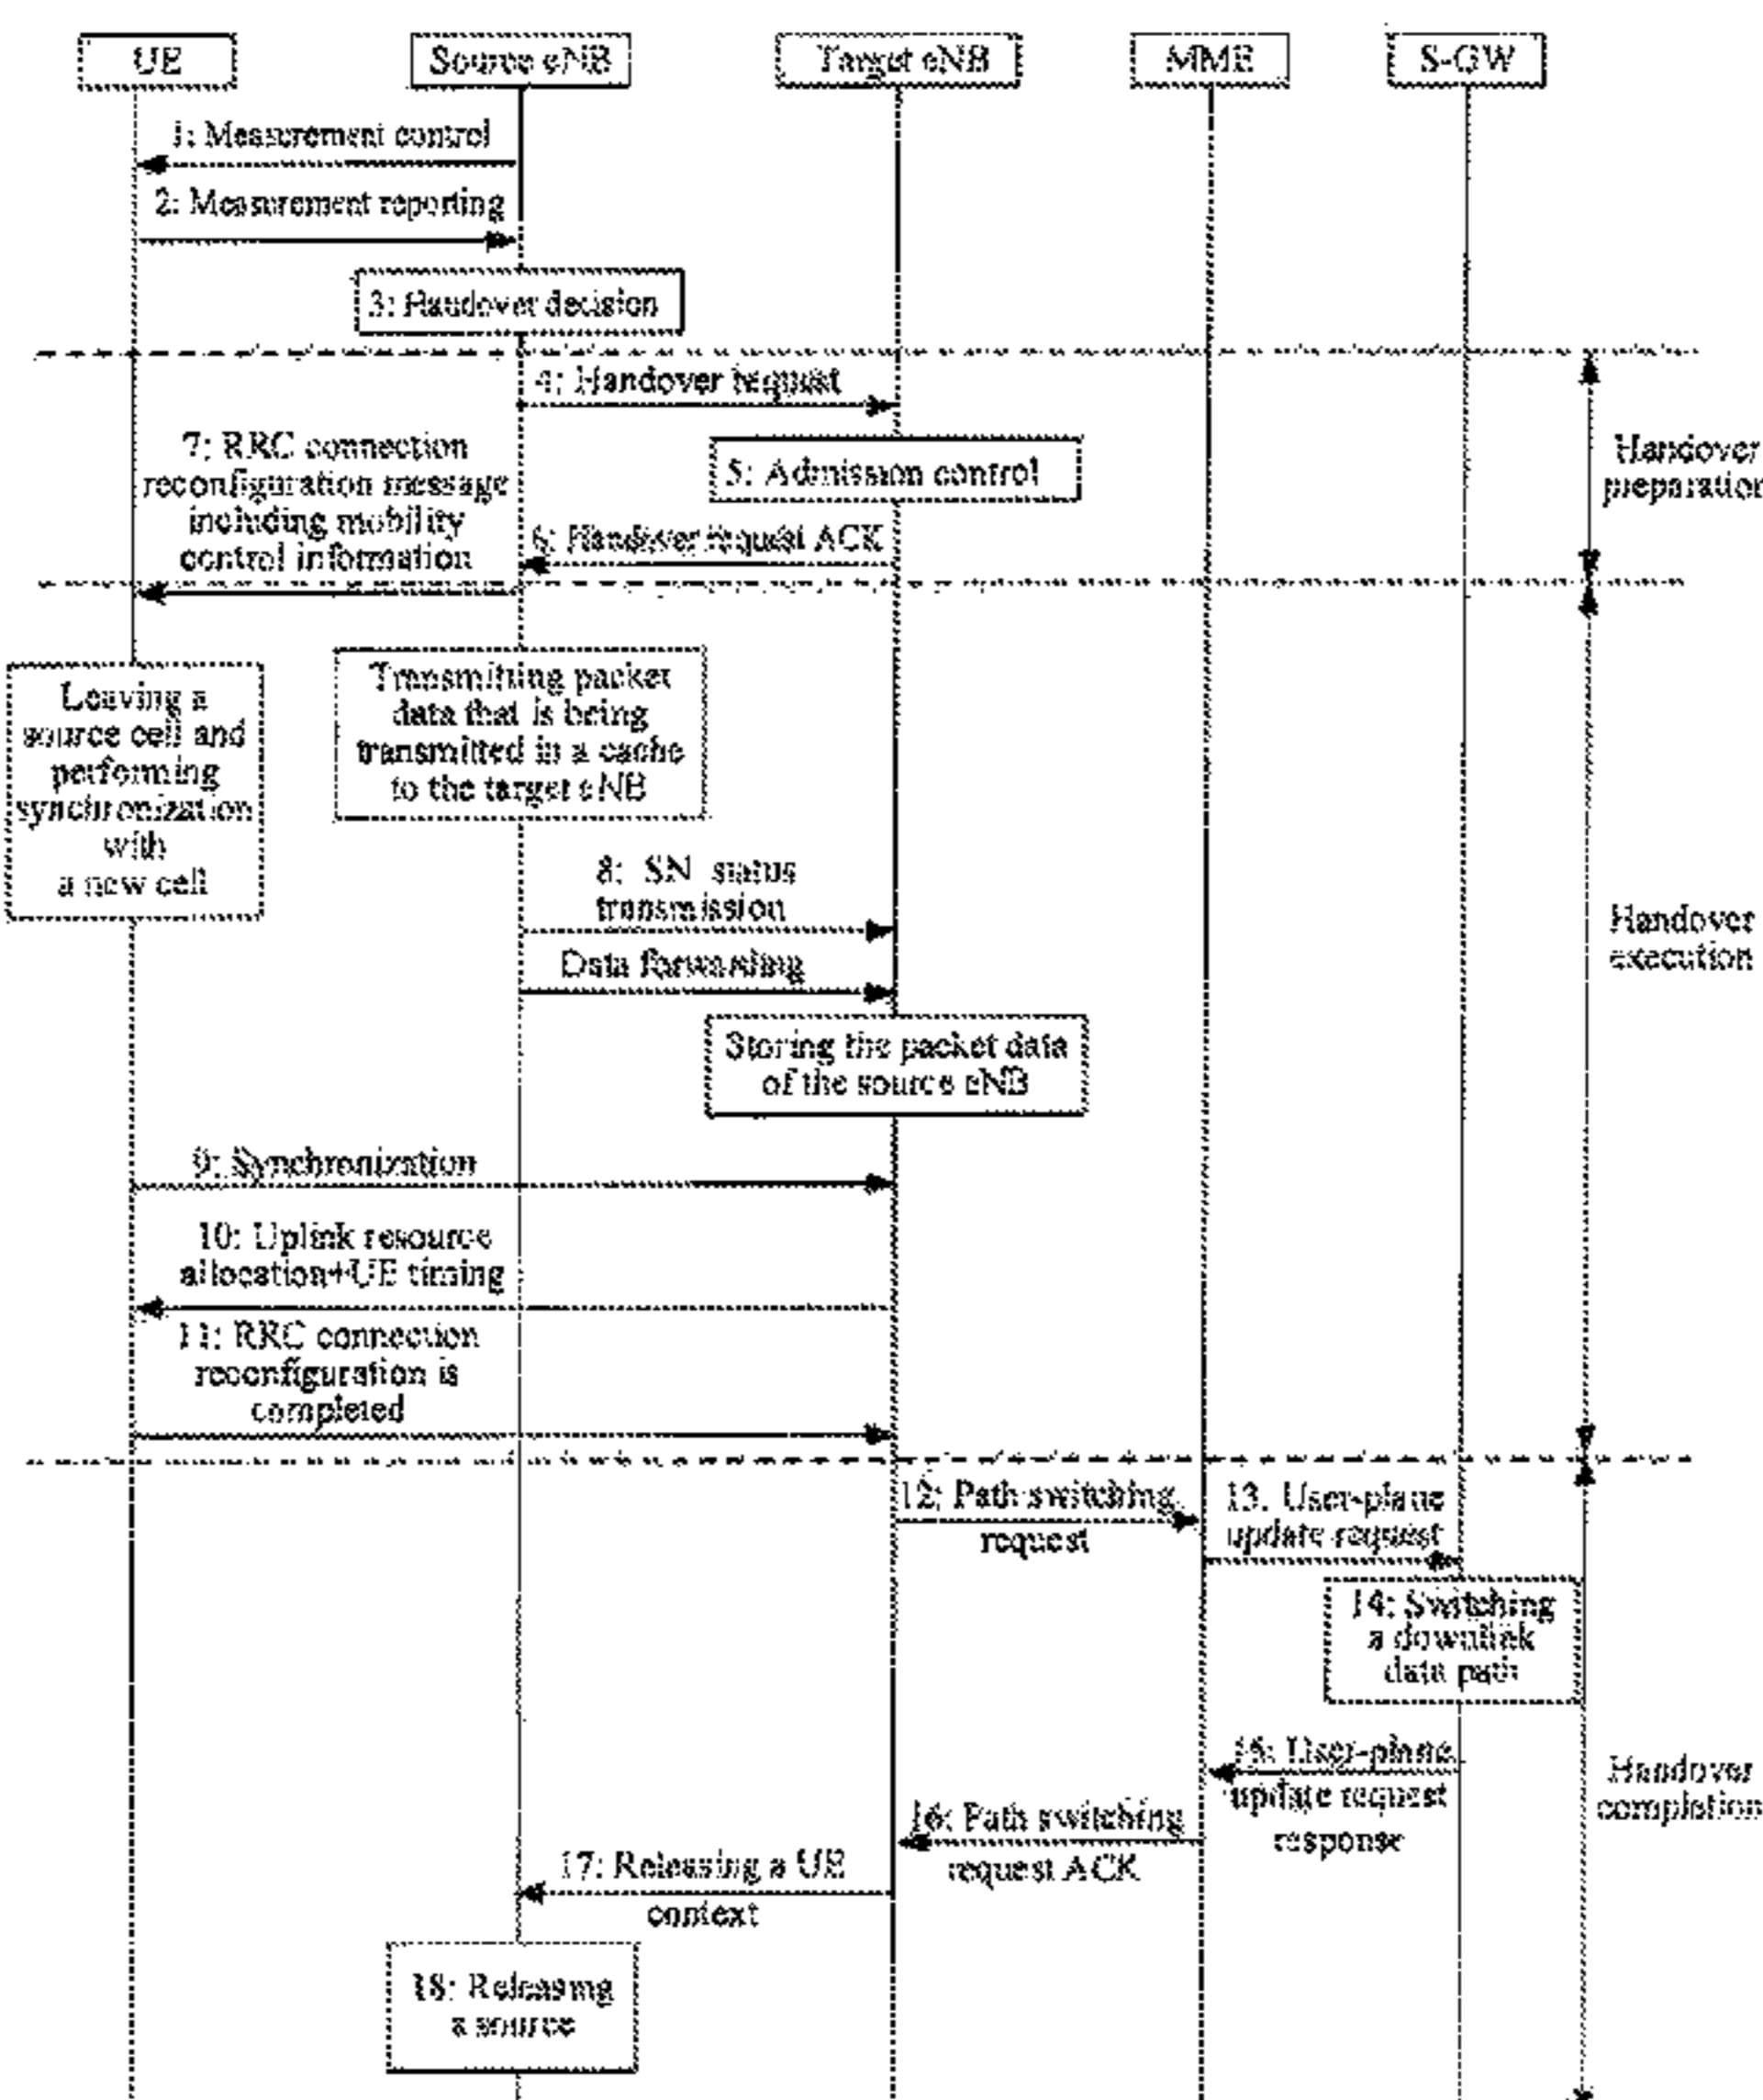 UE
Source eNB
Target eNB
MME
S-GW
1: Measurement control
2: Measurement reporting
3: Handover decision
4: Handover request
7: RRC connection
reconfiguration message
including mobility
control information
5: Admission control
6: Handover request ACK
Handover
preparation
Leaving a
source cell and
performing
synchronization
with
a new cell
Transmitting packet
data that is being
transmitted in a cache
to the target eNB
8: SN status
transmission
Data forwarding
Handover
execution
Storing the packet data
of the source eNB
9: Synchronization
10: Uplink resource
allocation+UE timing
11: RRC connection
reconfiguration is
completed
12: Path switching
request
13. User-plane
update request
14: Switching
a downlink
data path
15: User-plane
update request
response
Handover
completion
16: Path switching
request ACK
17: Releasing a UE
context
18: Releasing
a source